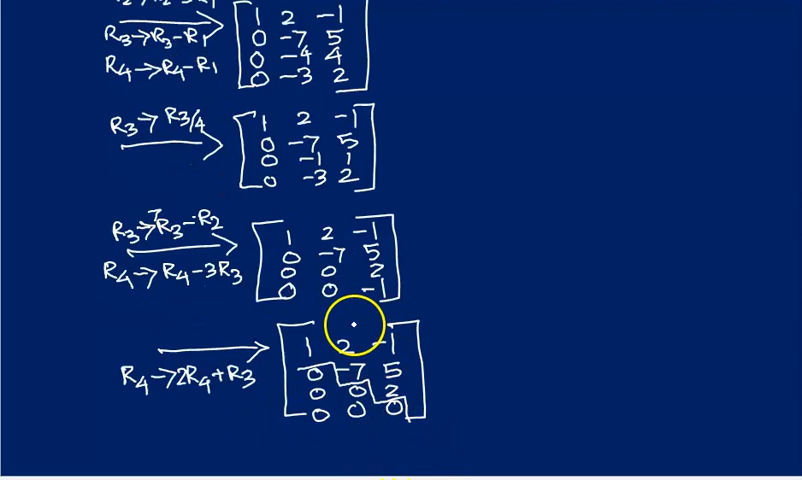 1 2 -1
R3→R3-R1 0 -7 5
R4→R4-R1 0 -4 4
0 -3 2
R3→R3/4 1 2 -1
0 -7 5
0 -1 1
0 -3 2
R3→7R3-R2 1 2 -1
0 -7 5
R4→R4-3R3 0 0 2
0 0 -1
1 2 -1
R4→2R4+R3 0 -7 5
0 0 2
0 0 0